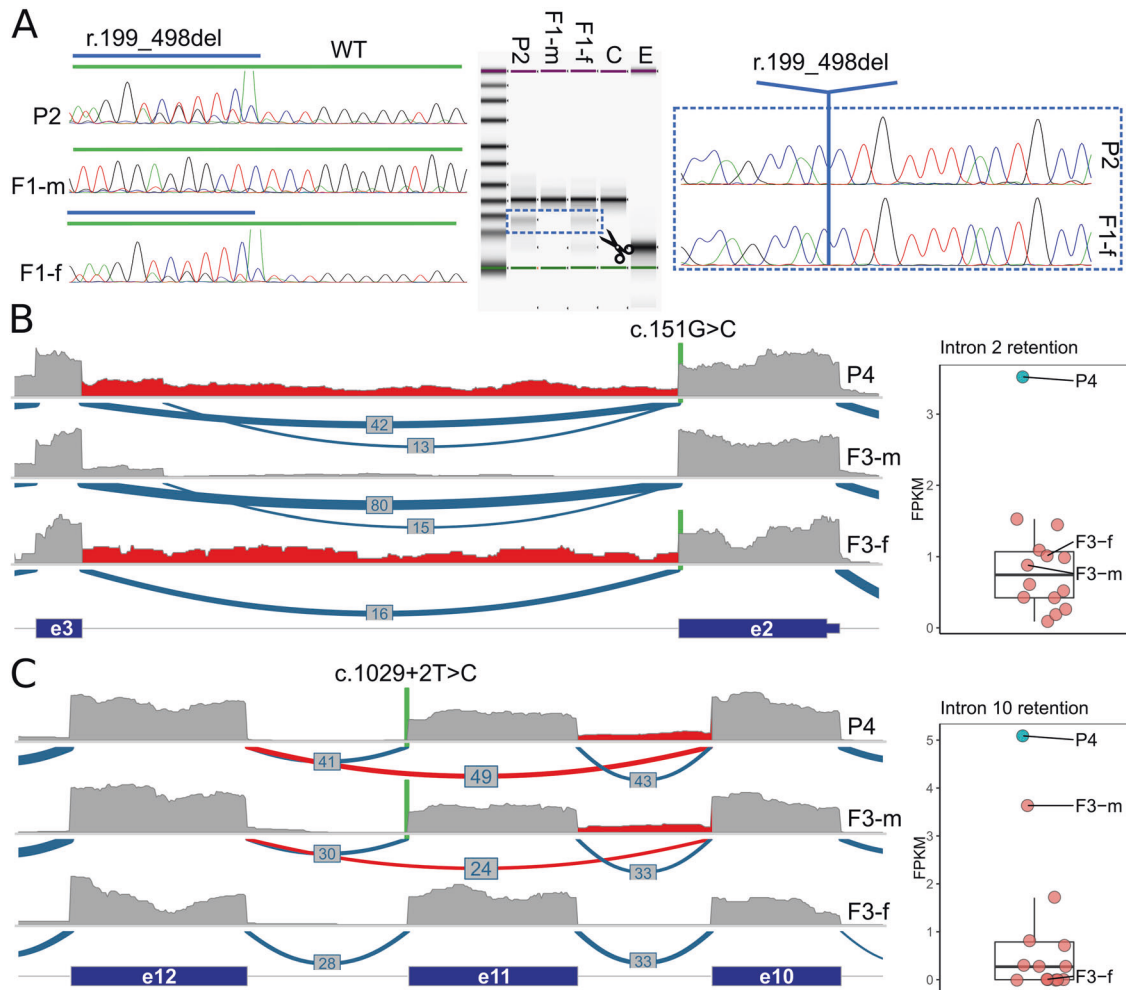 A
r.199_498del
WT
P2
F1-m
F1-f
P2
F1-m
F1-f
C
E
r.199_498del
P2
F1-f
B
c.151G>C
P4
42
13
F3-m
80
15
F3-f
16
e3
e2
Intron 2 retention
FPKM
3
2
1
0
P4
F3-f
F3-m
C
c.1029+2T>C
P4
41
49
43
F3-m
30
24
33
F3-f
28
33
e12
e11
e10
Intron 10 retention
FPKM
5
4
3
2
1
0
P4
F3-m
F3-f